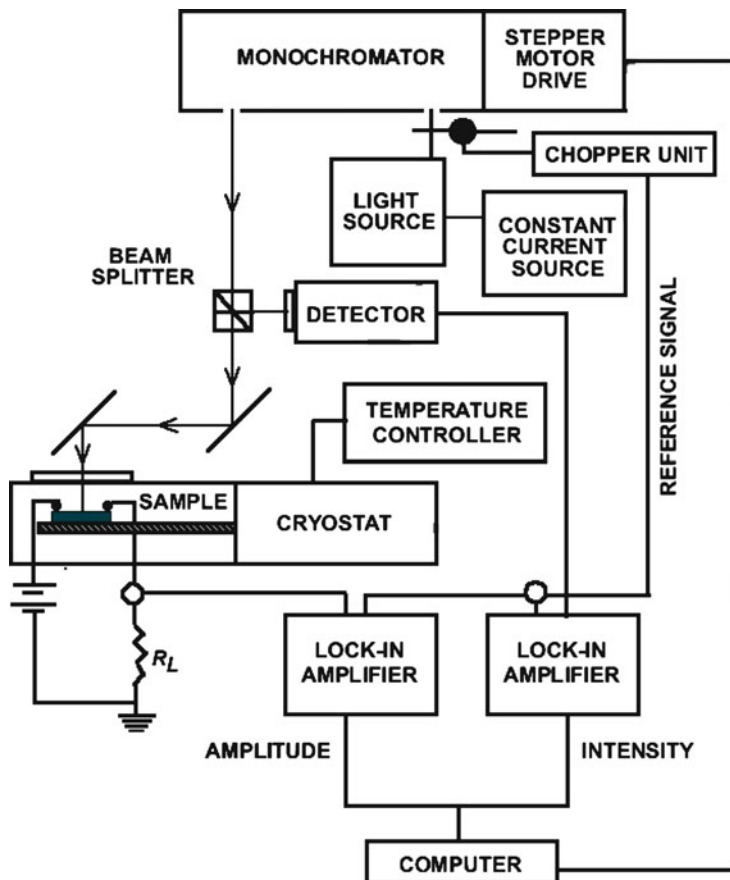 MONOCHROMATOR
STEPPER
MOTOR
DRIVE
CHOPPER UNIT
LIGHT
SOURCE
CONSTANT
CURRENT
SOURCE
BEAM
SPLITTER
DETECTOR
REFERENCE SIGNAL
TEMPERATURE
CONTROLLER
SAMPLE
CRYOSTAT
RL
LOCK-IN
AMPLIFIER
LOCK-IN
AMPLIFIER
AMPLITUDE
INTENSITY
COMPUTER